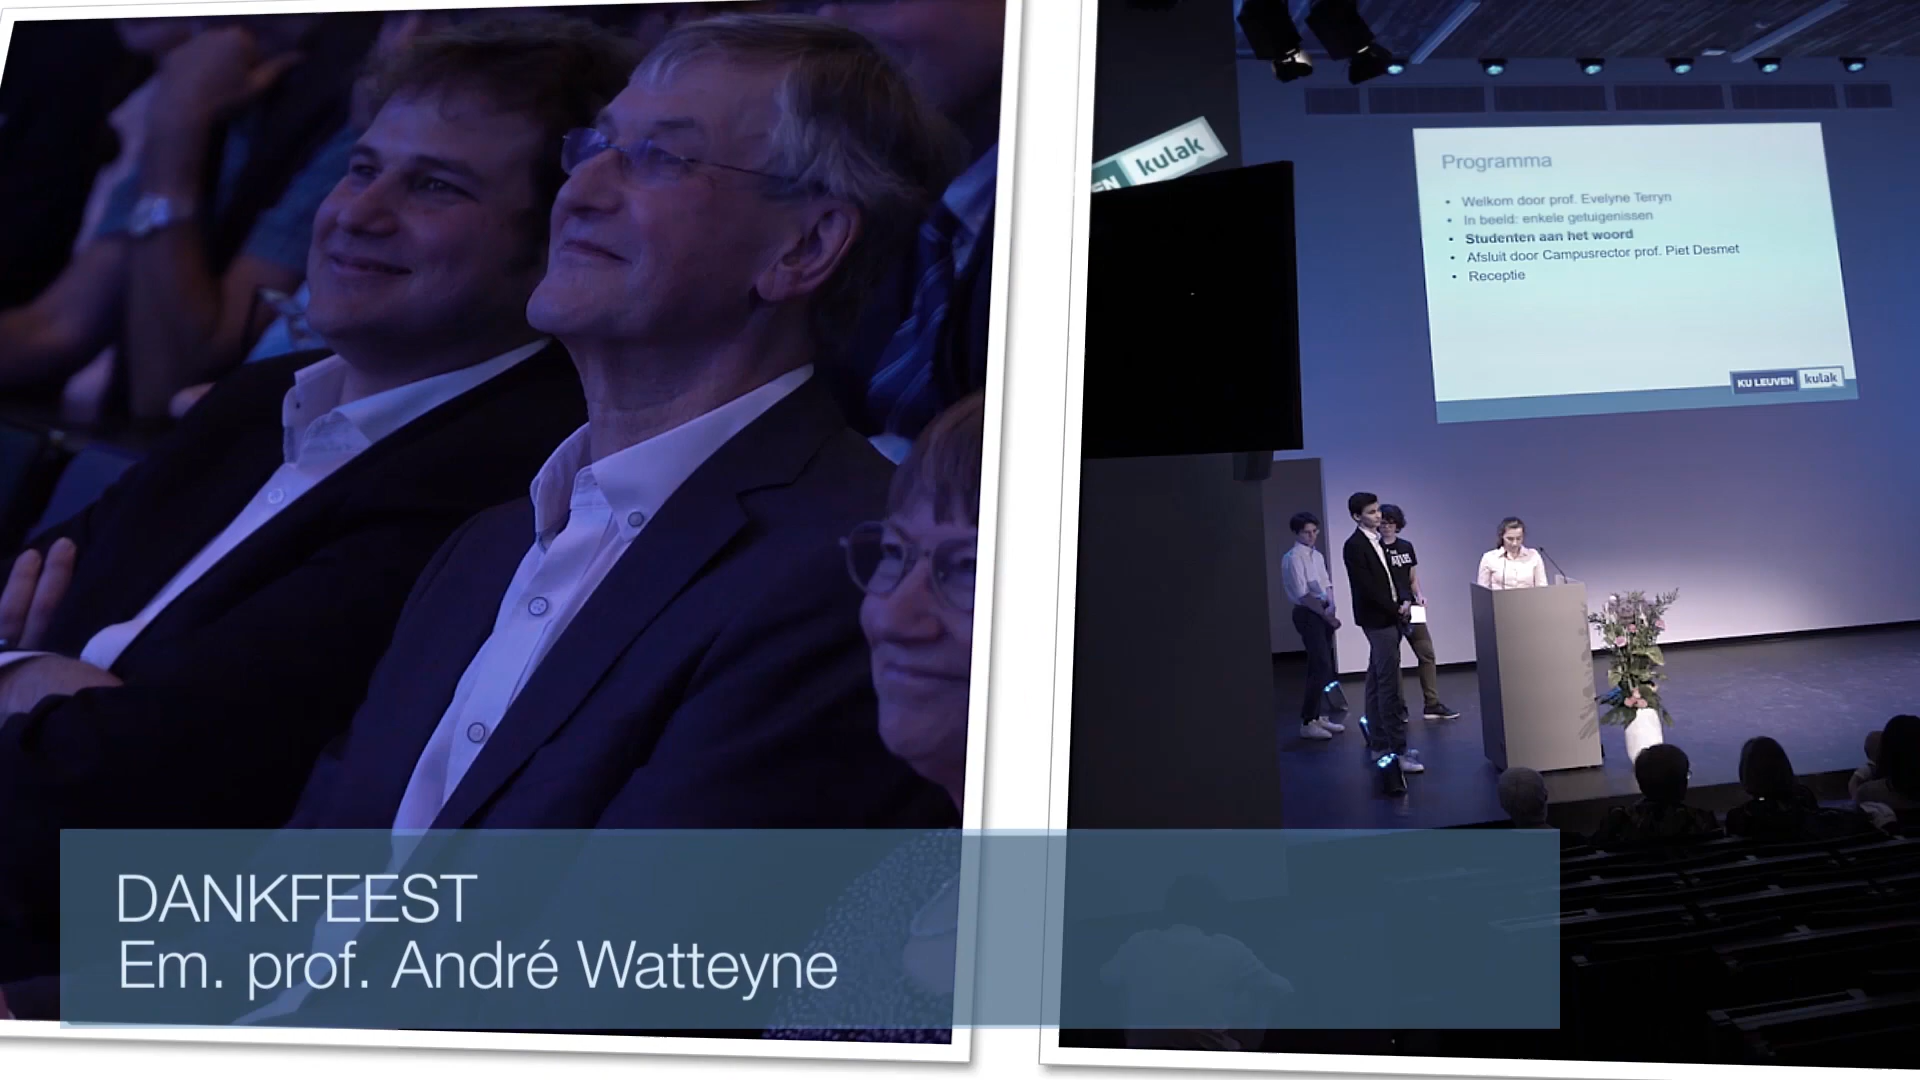 DANKFEEST
Em. prof. André Watteyne
kulak
Programma
• Welkom door prof. Evelyne Terryn
• In beeld: enkele getuigenissen
• Studenten aan het woord
• Afsluit door Campusrector prof. Piet Desmet
• Receptie
KU LEUVEN kulak